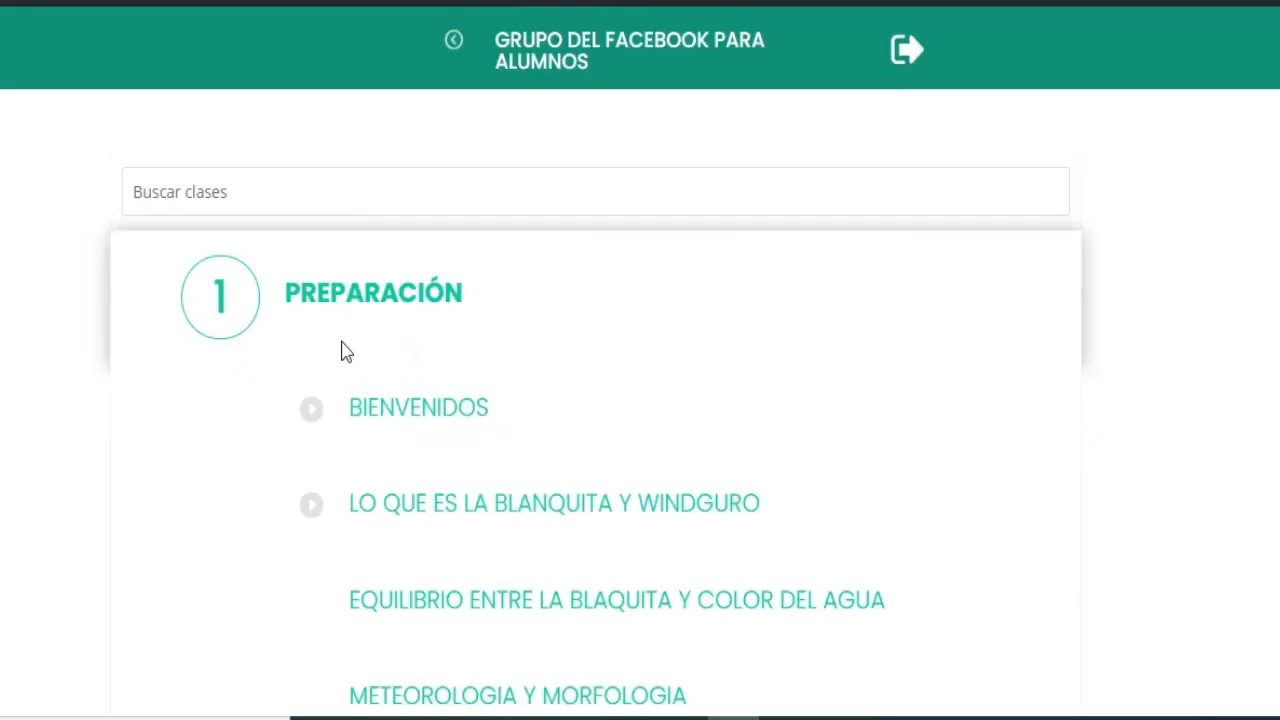 GRUPO DEL FACEBOOK PARA
ALUMNOS
Buscar clases
1
PREPARACIÓN
BIENVENIDOS
LO QUE ES LA BLANQUITA Y WINDGURO
EQUILIBRIO ENTRE LA BLAQUITA Y COLOR DEL AGUA
METEOROLOGIA Y MORFOLOGIA